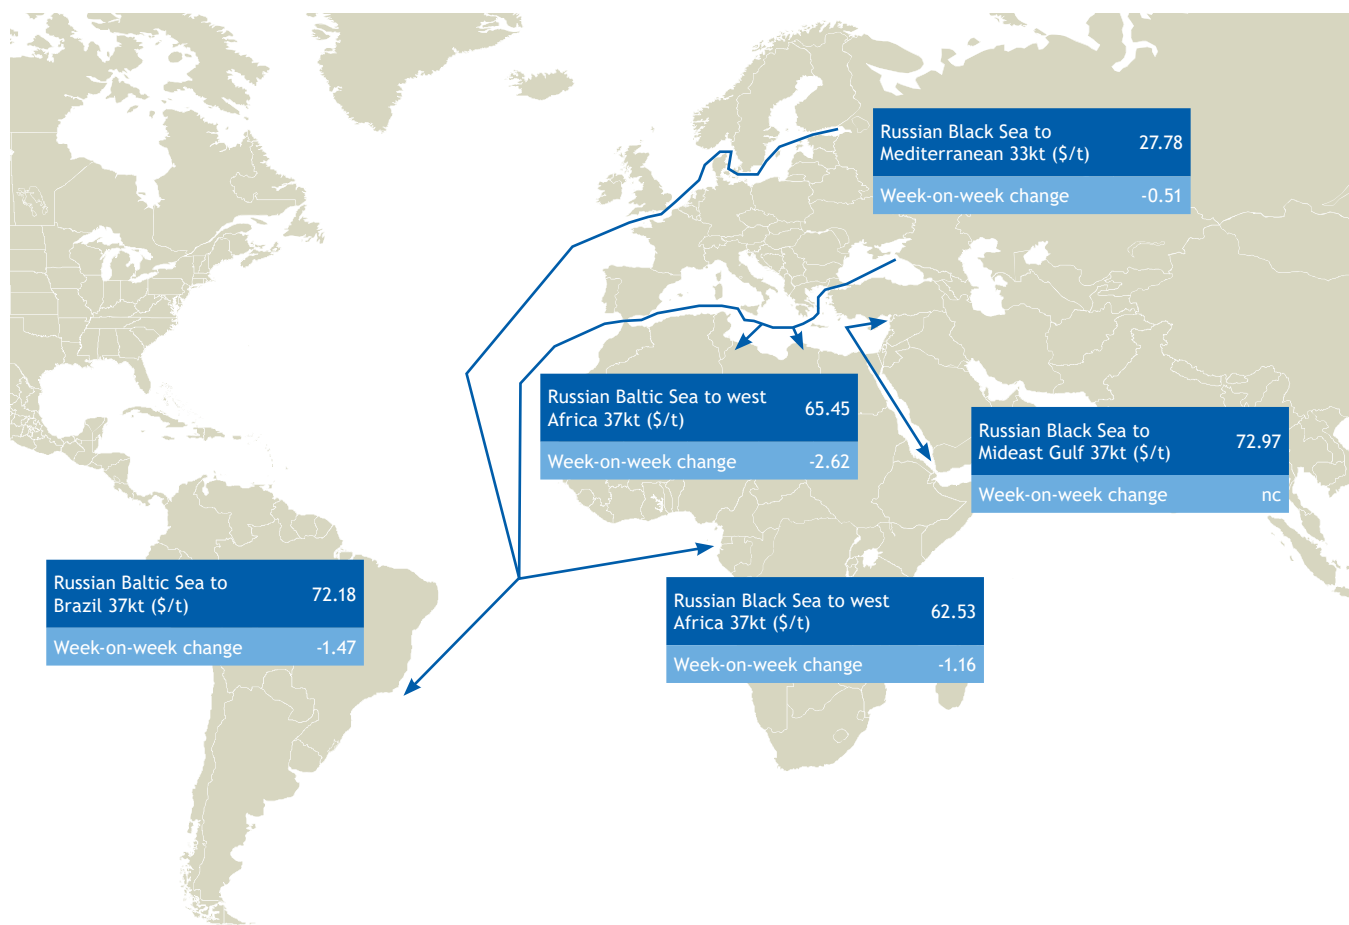 Russian Black Sea to
Mediterranean 33kt ($/t)
27.78
Week-on-week change
-0.51
Russian Baltic Sea to west
Africa 37kt ($/t)
65.45
Week-on-week change
-2.62
Russian Black Sea to
Mideast Gulf 37kt ($/t)
72.97
Week-on-week change
nc
Russian Baltic Sea to
Brazil 37kt ($/t)
72.18
Week-on-week change
-1.47
Russian Black Sea to west
Africa 37kt ($/t)
62.53
Week-on-week change
-1.16